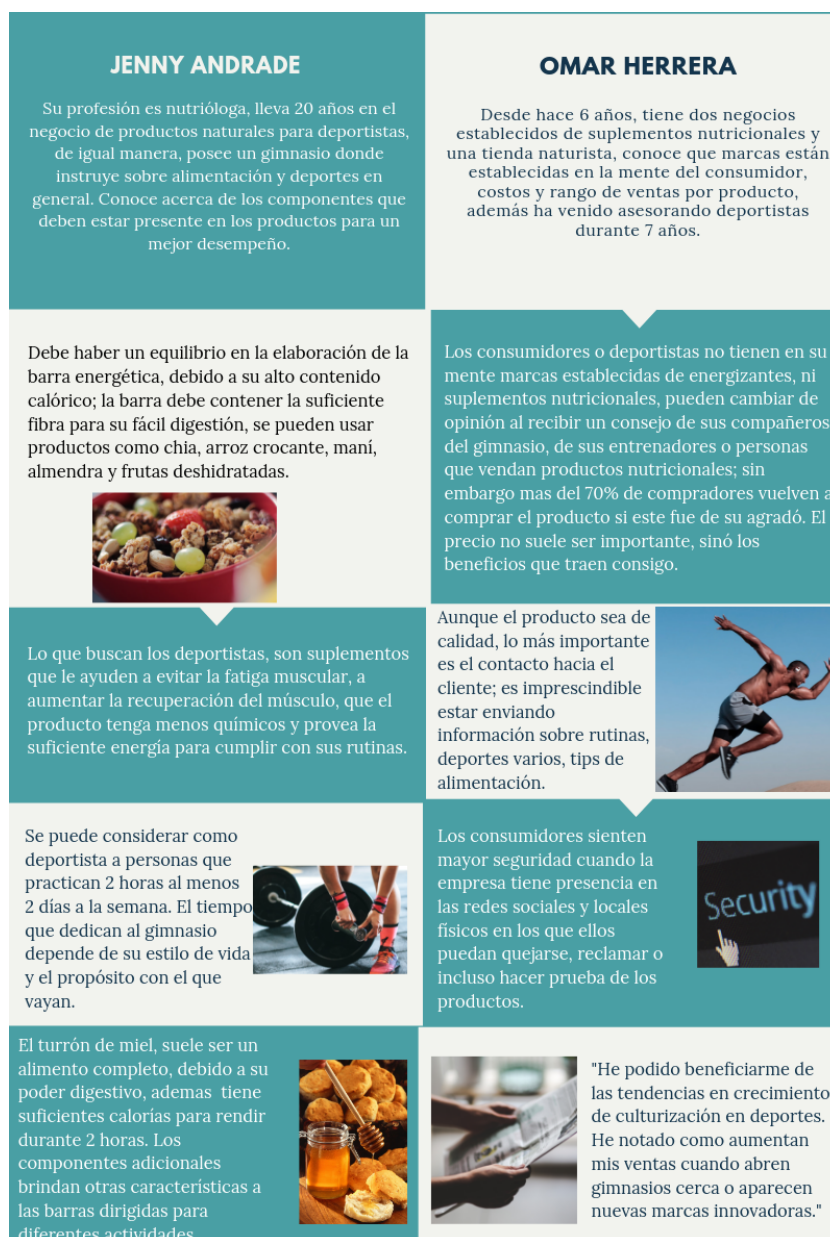 JENNY ANDRADE
Su profesión es nutrióloga, lleva 20 años en el
negocio de productos naturales para deportistas,
de igual manera, posee un gimnasio donde
instruye sobre alimentación y deportes en
general. Conoce acerca de los componentes que
deben estar presente en los productos para un
mejor desempeño.
OMAR HERRERA
Desde hace 6 años, tiene dos negocios
establecidos de suplementos nutricionales y
una tienda naturista, conoce que marcas están
establecidas en la mente del consumidor,
costos y rango de ventas por producto,
además ha venido asesorando deportistas
durante 7 años.
Debe haber un equilibrio en la elaboración de la
barra energética, debido a su alto contenido
calórico; la barra debe contener la suficiente
fibra para su fácil digestión, se pueden usar
productos como chia, arroz crocante, maní,
almendra y frutas deshidratadas.
Los consumidores o deportistas no tienen en su
mente marcas establecidas de energizantes, ni
suplementos nutricionales, pueden cambiar de
opinión al recibir un consejo de sus compañeros
del gimnasio, de sus entrenadores o personas
que vendan productos nutricionales; sin
embargo mas del 70% de compradores vuelven a
comprar el producto si este fue de su agradó. El
precio no suele ser importante, sinó los
beneficios que traen consigo.
Lo que buscan los deportistas, son suplementos
que le ayuden a evitar la fatiga muscular, a
aumentar la recuperación del músculo, que el
producto tenga menos químicos y provea la
suficiente energía para cumplir con sus rutinas.
Aunque el producto sea de
calidad, lo más importante
es el contacto hacia el
cliente; es imprescindible
estar enviando
información sobre rutinas,
deportes varios, tips de
alimentación.
Se puede considerar como
deportista a personas que
practican 2 horas al menos
2 días a la semana. El tiempo
que dedican al gimnasio
depende de su estilo de vida
y el propósito con el que
vayan.
Los consumidores sienten
mayor seguridad cuando la
empresa tiene presencia en
las redes sociales y locales
físicos en los que ellos
puedan quejarse, reclamar o
incluso hacer prueba de los
productos.
Security
El turrón de miel, suele ser un
alimento completo, debido a su
poder digestivo, ademas tiene
suficientes calorías para rendir
durante 2 horas. Los
componentes adicionales
brindan otras características a
las barras dirigidas para
diferentes actividades
"He podido beneficiarme de
las tendencias en crecimiento
de culturización en deportes.
He notado como aumentan
mis ventas cuando abren
gimnasios cerca o aparecen
nuevas marcas innovadoras."